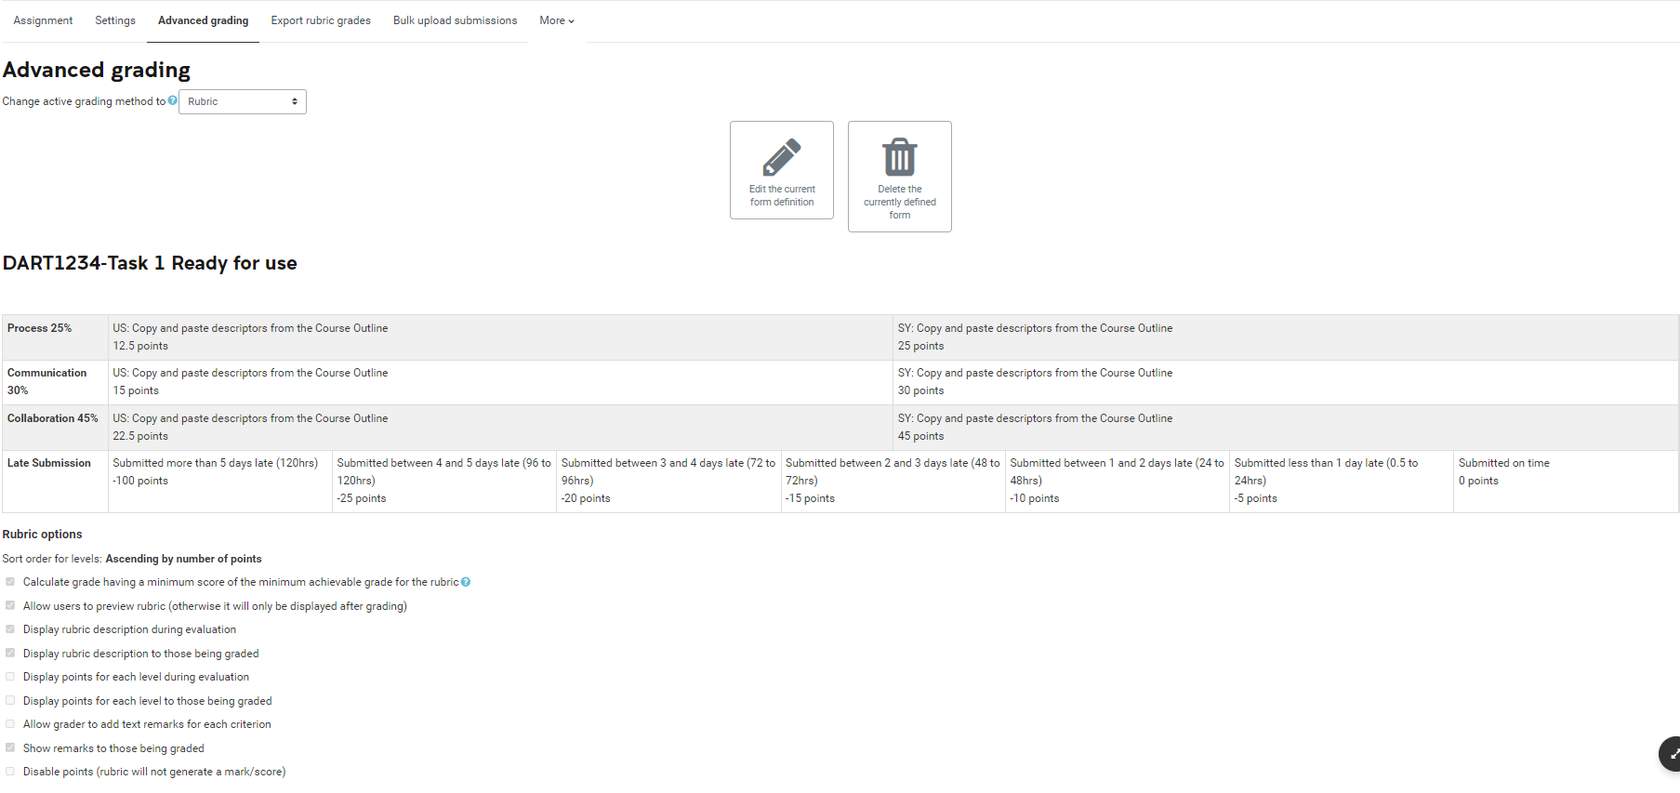 Assignment Settings Advanced grading Export rubric grades Bulk upload submissions More
Advanced grading
Change active grading method to Rubric
Edit the current
form definition
Delete the
currently defined
form
DART1234-Task 1 Ready for use
Process 25%
US: Copy and paste descriptors from the Course Outline
12.5 points
SY: Copy and paste descriptors from the Course Outline
25 points
Communication
30%
US: Copy and paste descriptors from the Course Outline
15 points
SY: Copy and paste descriptors from the Course Outline
30 points
Collaboration 45%
US: Copy and paste descriptors from the Course Outline
22.5 points
SY: Copy and paste descriptors from the Course Outline
45 points
Late Submission
Submitted more than 5 days late (120hrs)
-100 points
Submitted between 4 and 5 days late (96 to
120hrs)
-25 points
Submitted between 3 and 4 days late (72 to
96hrs)
-20 points
Submitted between 2 and 3 days late (48 to
72hrs)
-15 points
Submitted between 1 and 2 days late (24 to
48hrs)
-10 points
Submitted less than 1 day late (0.5 to
24hrs)
-5 points
Submitted on time
0 points
Rubric options
Sort order for levels: Ascending by number of points
Calculate grade having a minimum score of the minimum achievable grade for the rubric
Allow users to preview rubric (otherwise it will only be displayed after grading)
Display rubric description during evaluation
Display rubric description to those being graded
Display points for each level during evaluation
Display points for each level to those being graded
Allow grader to add text remarks for each criterion
Show remarks to those being graded
Disable points (rubric will not generate a mark/score)